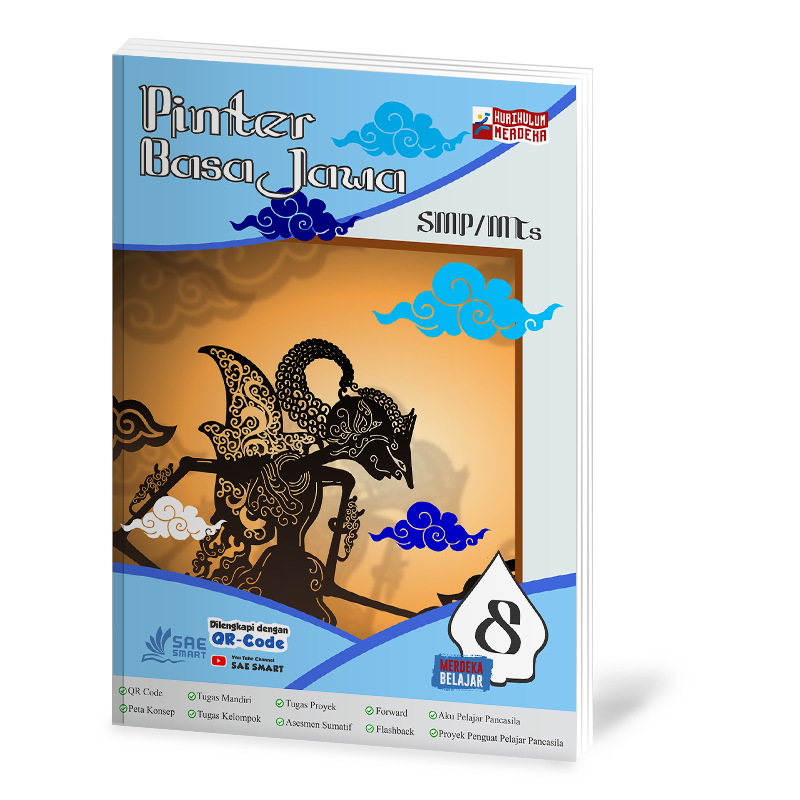 Pinter
Basa Jawa
KURIKULUM
MERDEKA
SMP/MTs
8
MERDEKA
BELAJAR
SAE
SMART
Dilengkapi dengan
QR-Code
You Tube Channel
SAE SMART
QR Code
Tugas Mandiri
Tugas Proyek
Forward
Aku Pelajar Pancasila
Peta Konsep
Tugas Kelompok
Asesmen Sumatif
Flashback
Proyek Penguat Pelajar Pancasila